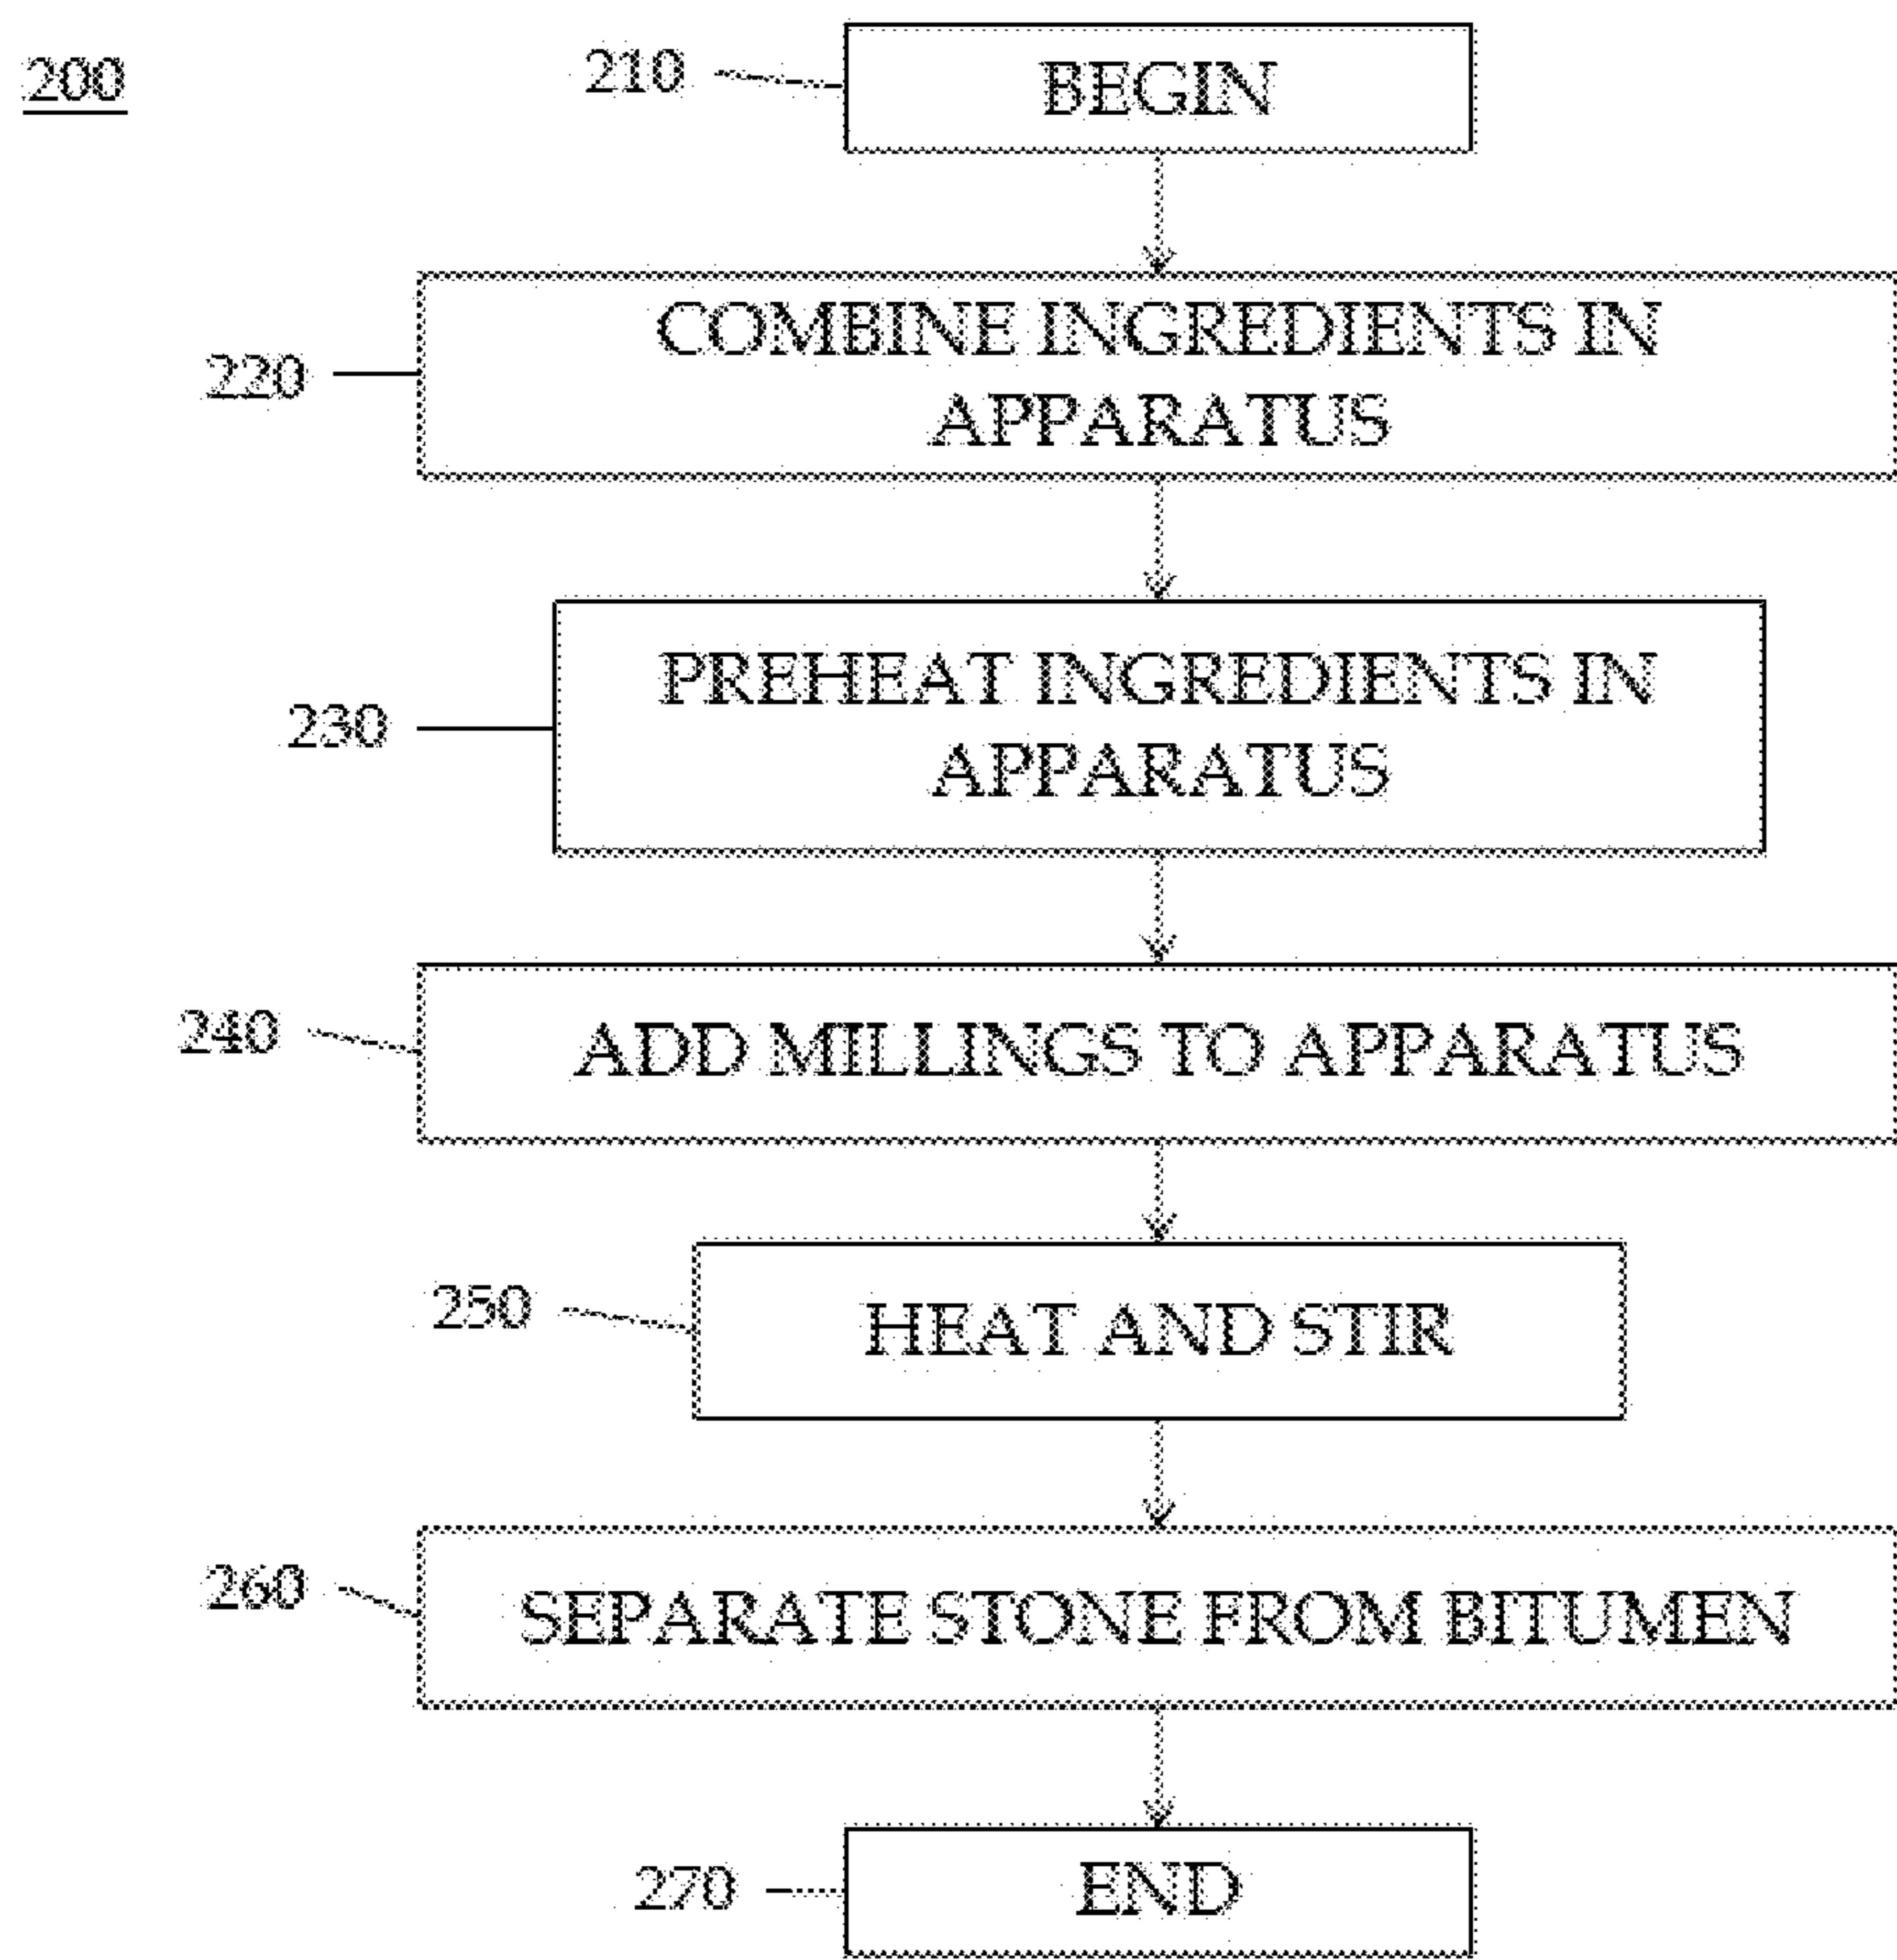 200
210 BEGIN
220 COMBINE INGREDIENTS IN
APPARATUS
230 PREHEAT INGREDIENTS IN
APPARATUS
240 ADD MILLINGS TO APPARATUS
250 HEAT AND STIR
260 SEPARATE STONE FROM BITUMEN
270 END